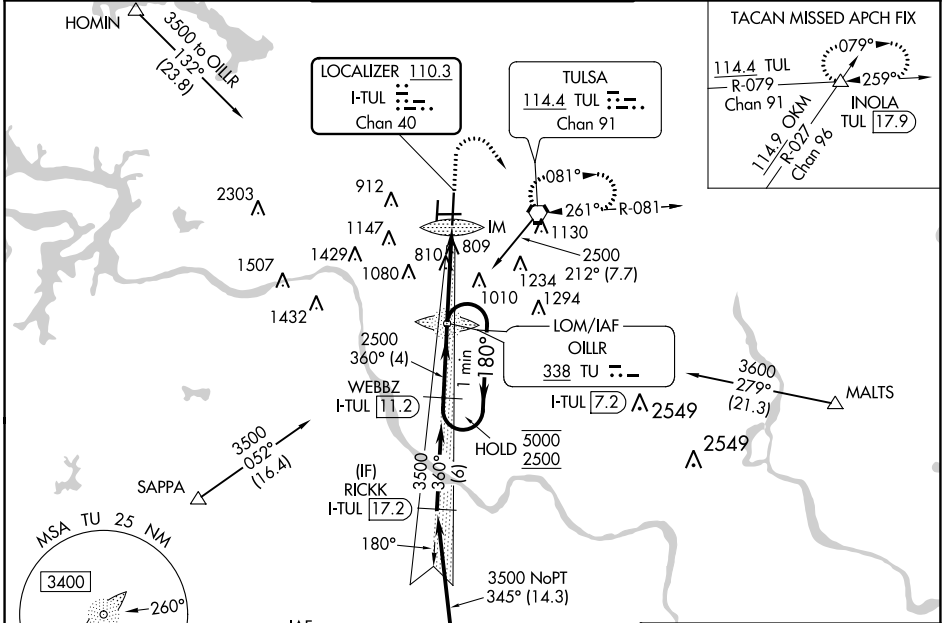 HOMIN
3500 to OILLR
132°
(23.8)
LOCALIZER 110.3
I-TUL
Chan 40
TULSA
114.4 TUL
Chan 91
TACAN MISSED APCH FIX
079°
114.4 TUL
R-079
Chan 91
259°
INOLA
TUL 17.9
114.9 OKM
R-027
Chan 96
081°
261°
R-081
2303
912
IM
1130
1147
1429
810
809
2500
212° (7.7)
1507
1080
1234
1010
1294
1432
LOM/IAF
OILLR
338 TU
I-TUL 7.2
2500
360° (4)
1 min
180°
WEBBZ
I-TUL 11.2
3600
279°
(21.3)
MALTS
2549
2549
HOLD
5000
2500
3500
052°
(16.4)
SAPPA
3500
360°
(6)
(IF)
RICKK
I-TUL 17.2
180°
3500 NoPT
345° (14.3)
MSA TU 25 NM
3400
260°